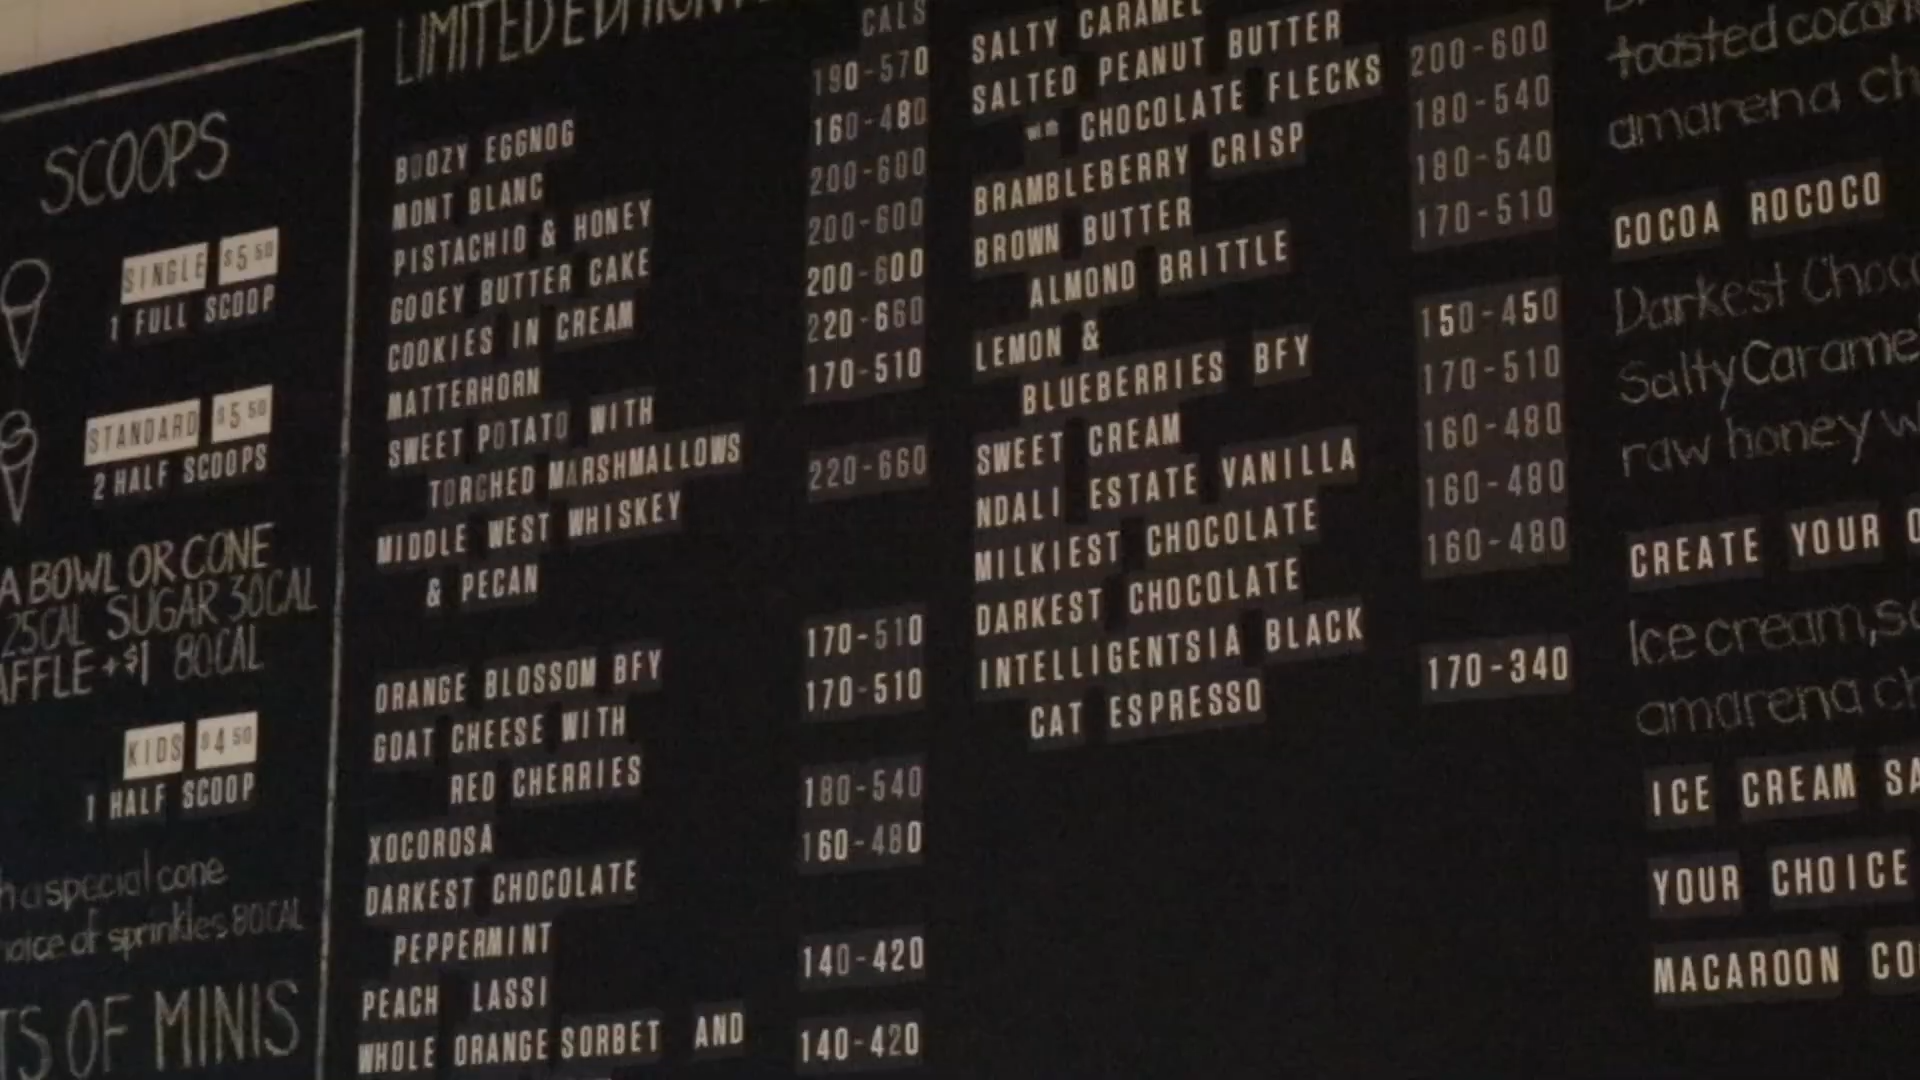 SCOOPS
SINGLE $5 50
1 FULL SCOOP
STANDARD $5 50
2 HALF SCOOPS
A BOWL OR CONE
25CAL SUGAR 30CAL
AFFLE +$1 80CAL
KIDS $4 50
1 HALF SCOOP
h a special cone
oice of sprinkles 80CAL
TS OF MINIS
LIMITED EDITION
CALS
BOOZY EGGNOG 190-570
MONT BLANC 160-480
PISTACHIO & HONEY 200-600
GOOEY BUTTER CAKE 200-600
COOKIES IN CREAM 200-600
MATTERHORN 220-660
SWEET POTATO WITH 170-510
TORCHED MARSHMALLOWS
MIDDLE WEST WHISKEY 220-660
& PECAN
ORANGE BLOSSOM BFY 170-510
GOAT CHEESE WITH 170-510
RED CHERRIES
XOCOROSA 180-540
DARKEST CHOCOLATE 160-480
PEPPERMINT
PEACH LASSI 140-420
WHOLE ORANGE SORBET AND 140-420
SALTY CARAMEL
SALTED PEANUT BUTTER 200-600
with CHOCOLATE FLECKS
BRAMBLEBERRY CRISP 180-540
BROWN BUTTER 180-540
ALMOND BRITTLE 170-510
LEMON &
BLUEBERRIES BFY 150-450
SWEET CREAM 170-510
NDALI ESTATE VANILLA 160-480
MILKIEST CHOCOLATE 160-480
DARKEST CHOCOLATE 160-480
INTELLIGENTSIA BLACK
CAT ESPRESSO 170-340
toasted cocon
amarena ch
COCOA ROCOCO
Darkest Choco
Salty Carame
raw honey w
CREATE YOUR O
Ice cream, sa
amarena ch
ICE CREAM SA
YOUR CHOICE
MACAROON CO